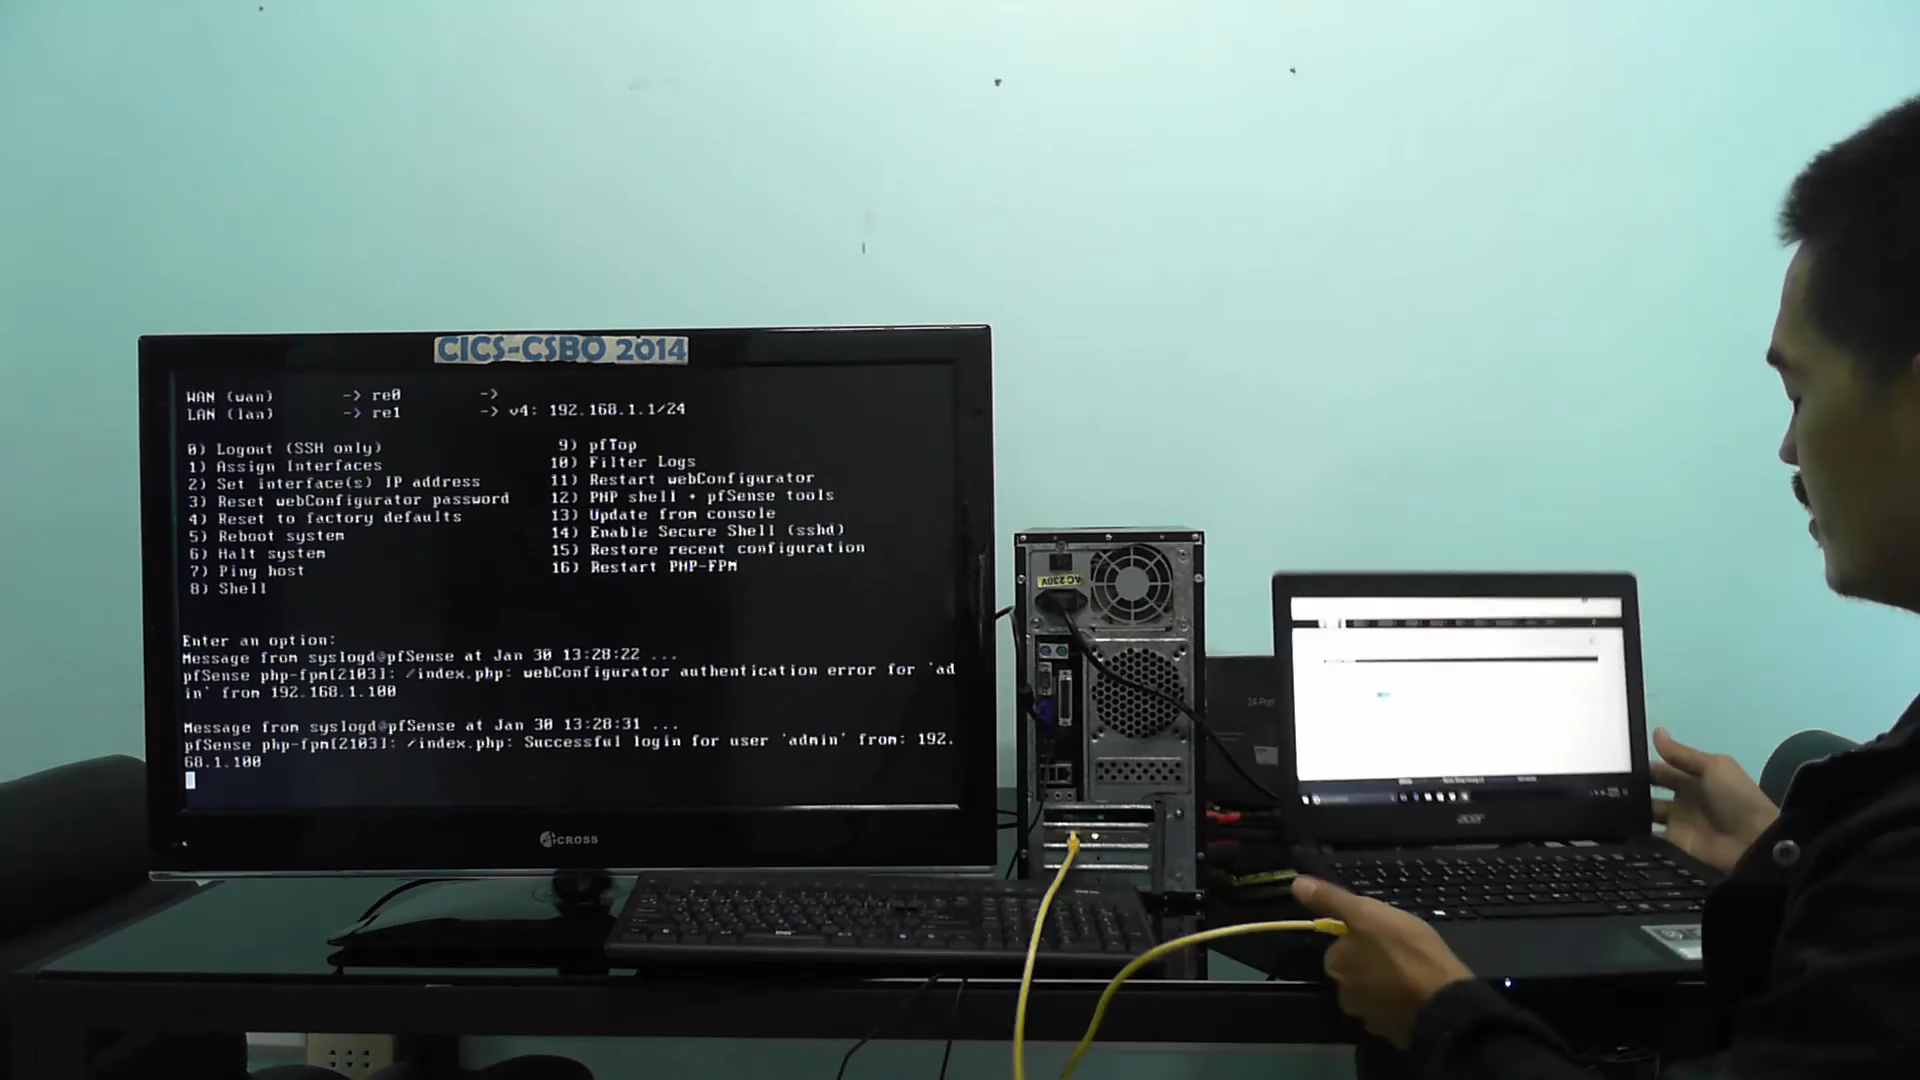 CICS-CSBO 2014
WAN (wan) -> re0 ->
LAN (lan) -> re1 -> v4: 192.168.1.1/24
0) Logout (SSH only) 9) pfTop
1) Assign Interfaces 10) Filter Logs
2) Set interface(s) IP address 11) Restart webConfigurator
3) Reset webConfigurator password 12) PHP shell + pfSense tools
4) Reset to factory defaults 13) Update from console
5) Reboot system 14) Enable Secure Shell (sshd)
6) Halt system 15) Restore recent configuration
7) Ping host 16) Restart PHP-FPM
8) Shell
Enter an option:
Message from syslogd@pfSense at Jan 30 13:28:22 ...
pfSense php-fpm[2103]: /index.php: webConfigurator authentication error for 'ad
in' from 192.168.1.100
Message from syslogd@pfSense at Jan 30 13:28:31 ...
pfSense php-fpm[2103]: /index.php: Successful login for user 'admin' from: 192.
68.1.100
CROSS
AC 230V
24-Port
acer